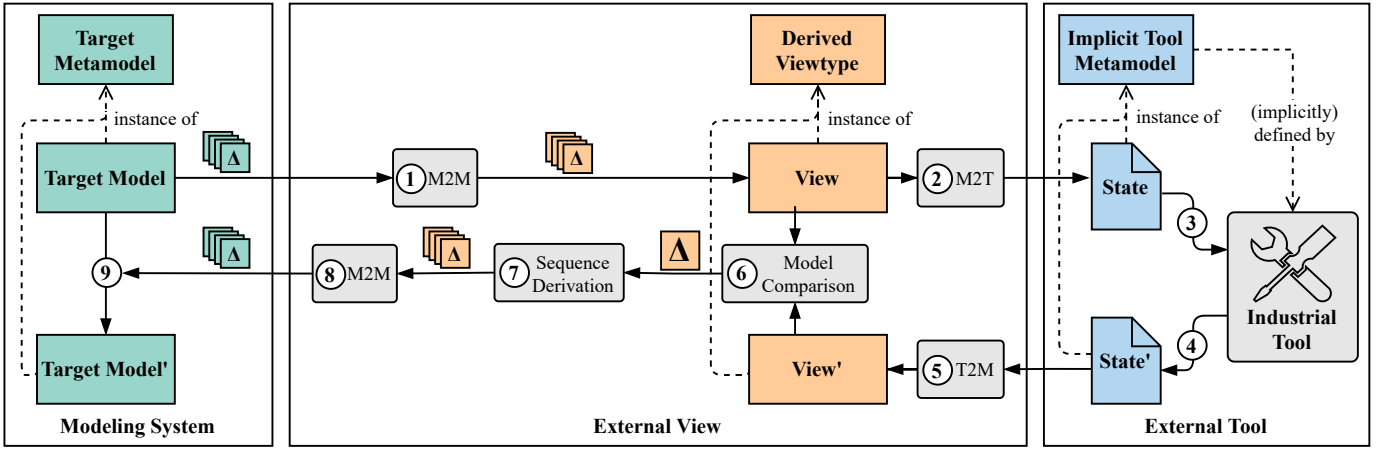 Target
Metamodel
instance of
Δ
Target Model
9
Δ
Target Model'
Modeling System
Derived
Viewtype
instance of
Δ
1 M2M
View
2 M2T
Δ
Δ
8 M2M
7 Sequence
Derivation
6 Model
Comparison
View'
5 T2M
External View
Implicit Tool
Metamodel
instance of
(implicitly)
defined by
State
3
Industrial
Tool
4
State'
External Tool